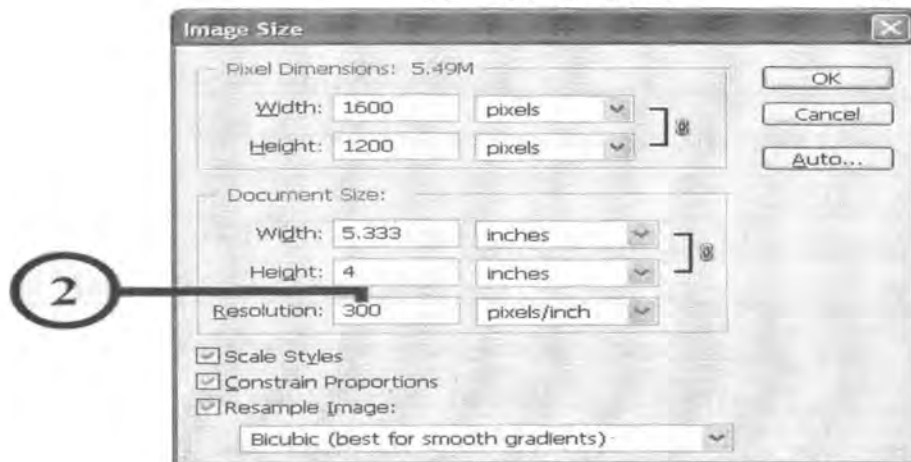 Image Size
Pixel Dimensions: 5.49M
OK
Width: 1600 pixels
Cancel
Height: 1200 pixels
Auto...
Document Size:
Width: 5.333 inches
Height: 4 inches
2
Resolution: 300 pixels/inch
Scale Styles
Constrain Proportions
Resample Image:
Bicubic (best for smooth gradients)